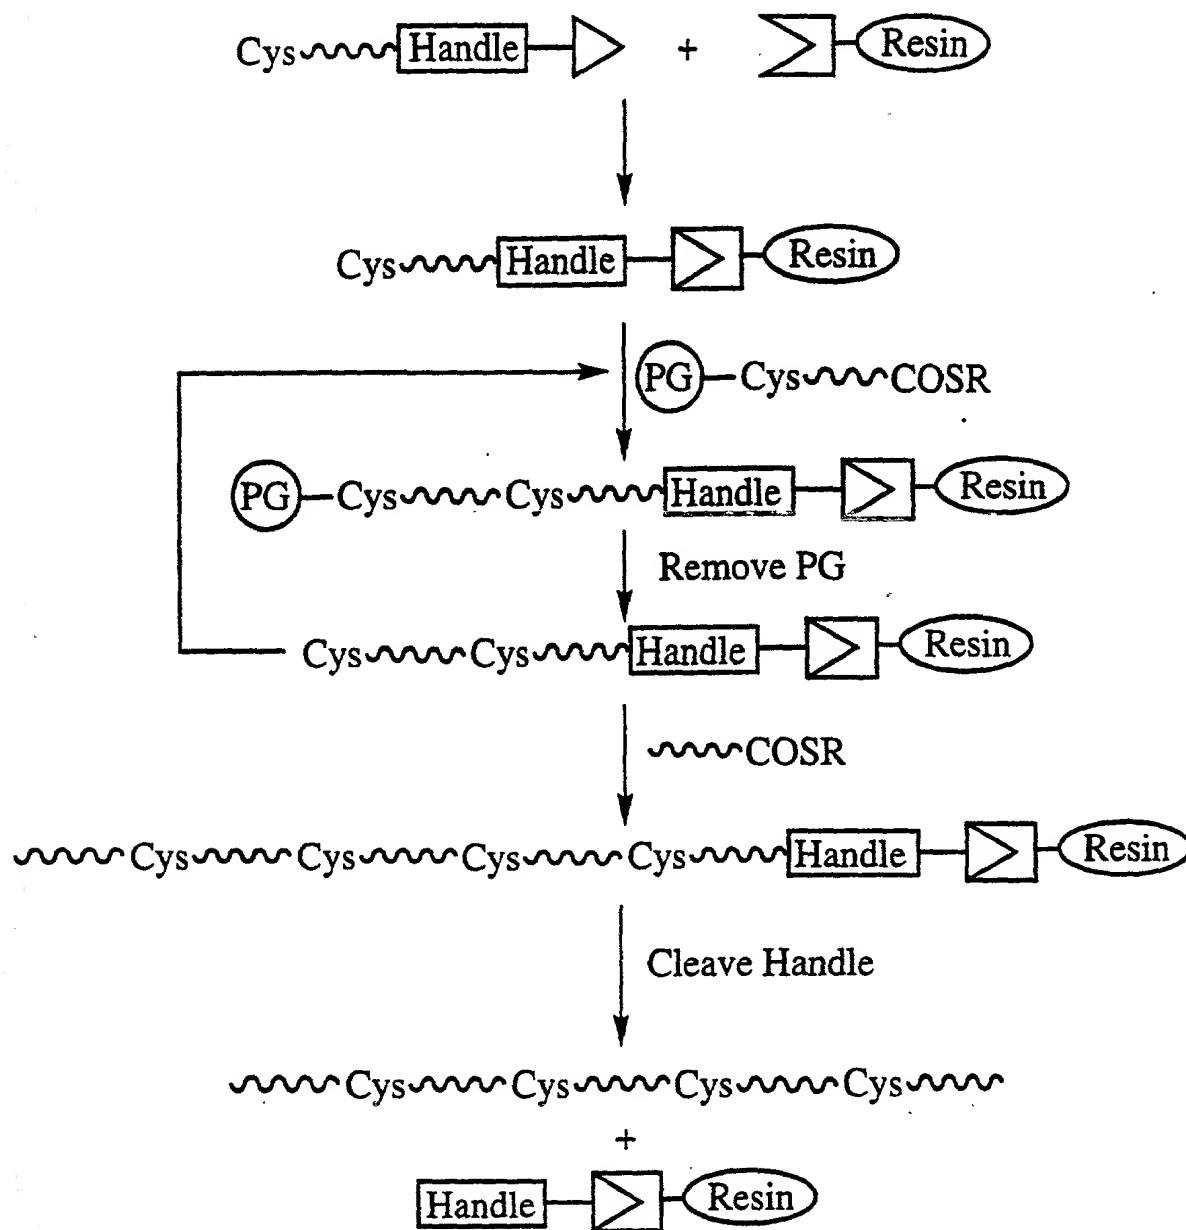 Cys Handle + Resin
Cys Handle Resin
PG Cys COSR
PG Cys Cys Handle Resin
Remove PG
Cys Cys Handle Resin
COSR
Cys Cys Cys Cys Handle Resin
Cleave Handle
Cys Cys Cys Cys
+
Handle Resin